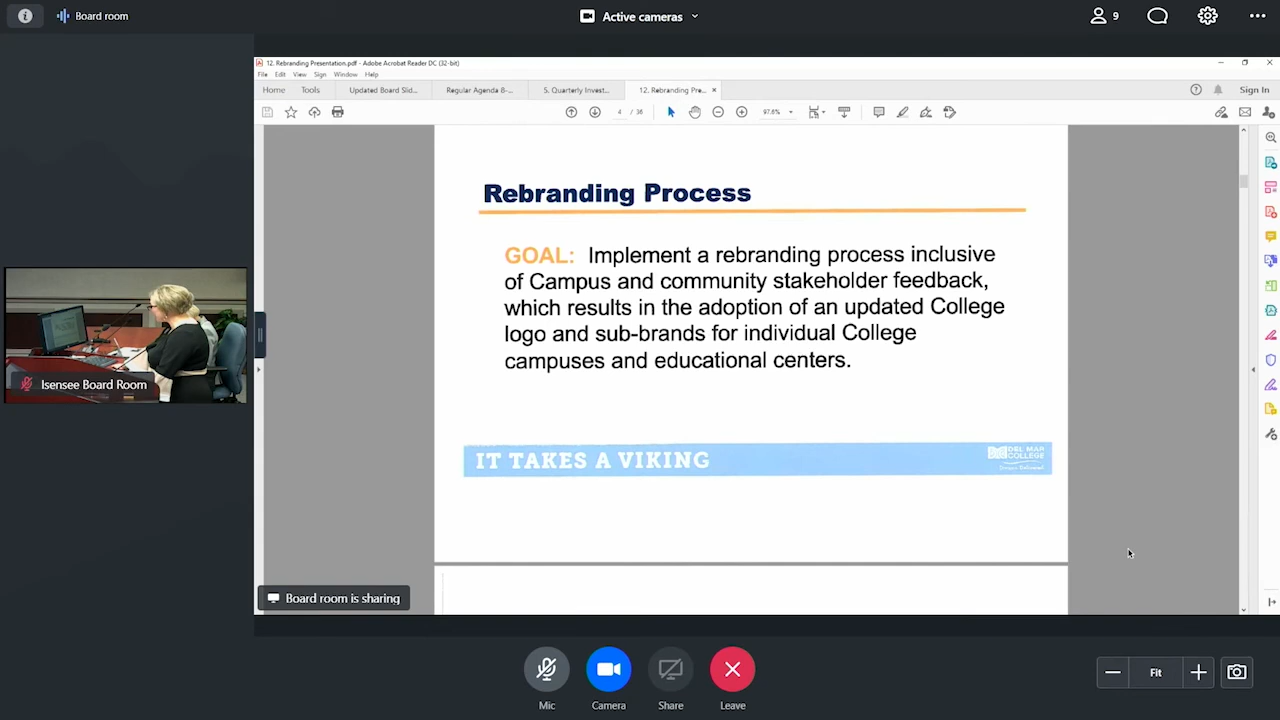 Board room
Active cameras
9
12. Rebranding Presentation.pdf - Adobe Acrobat Reader DC (32-bit)
File Edit View Sign Window Help
Home Tools Updated Board Slid... Regular Agenda 8-... 5. Quarterly Invest... 12. Rebranding Pre... × Sign In
4 / 36 97.6%
Rebranding Process
GOAL: Implement a rebranding process inclusive
of Campus and community stakeholder feedback,
which results in the adoption of an updated College
logo and sub-brands for individual College
campuses and educational centers.
Isensee Board Room
IT TAKES A VIKING
DEL MAR
COLLEGE
Board room is sharing
Mic Camera Share Leave
Fit